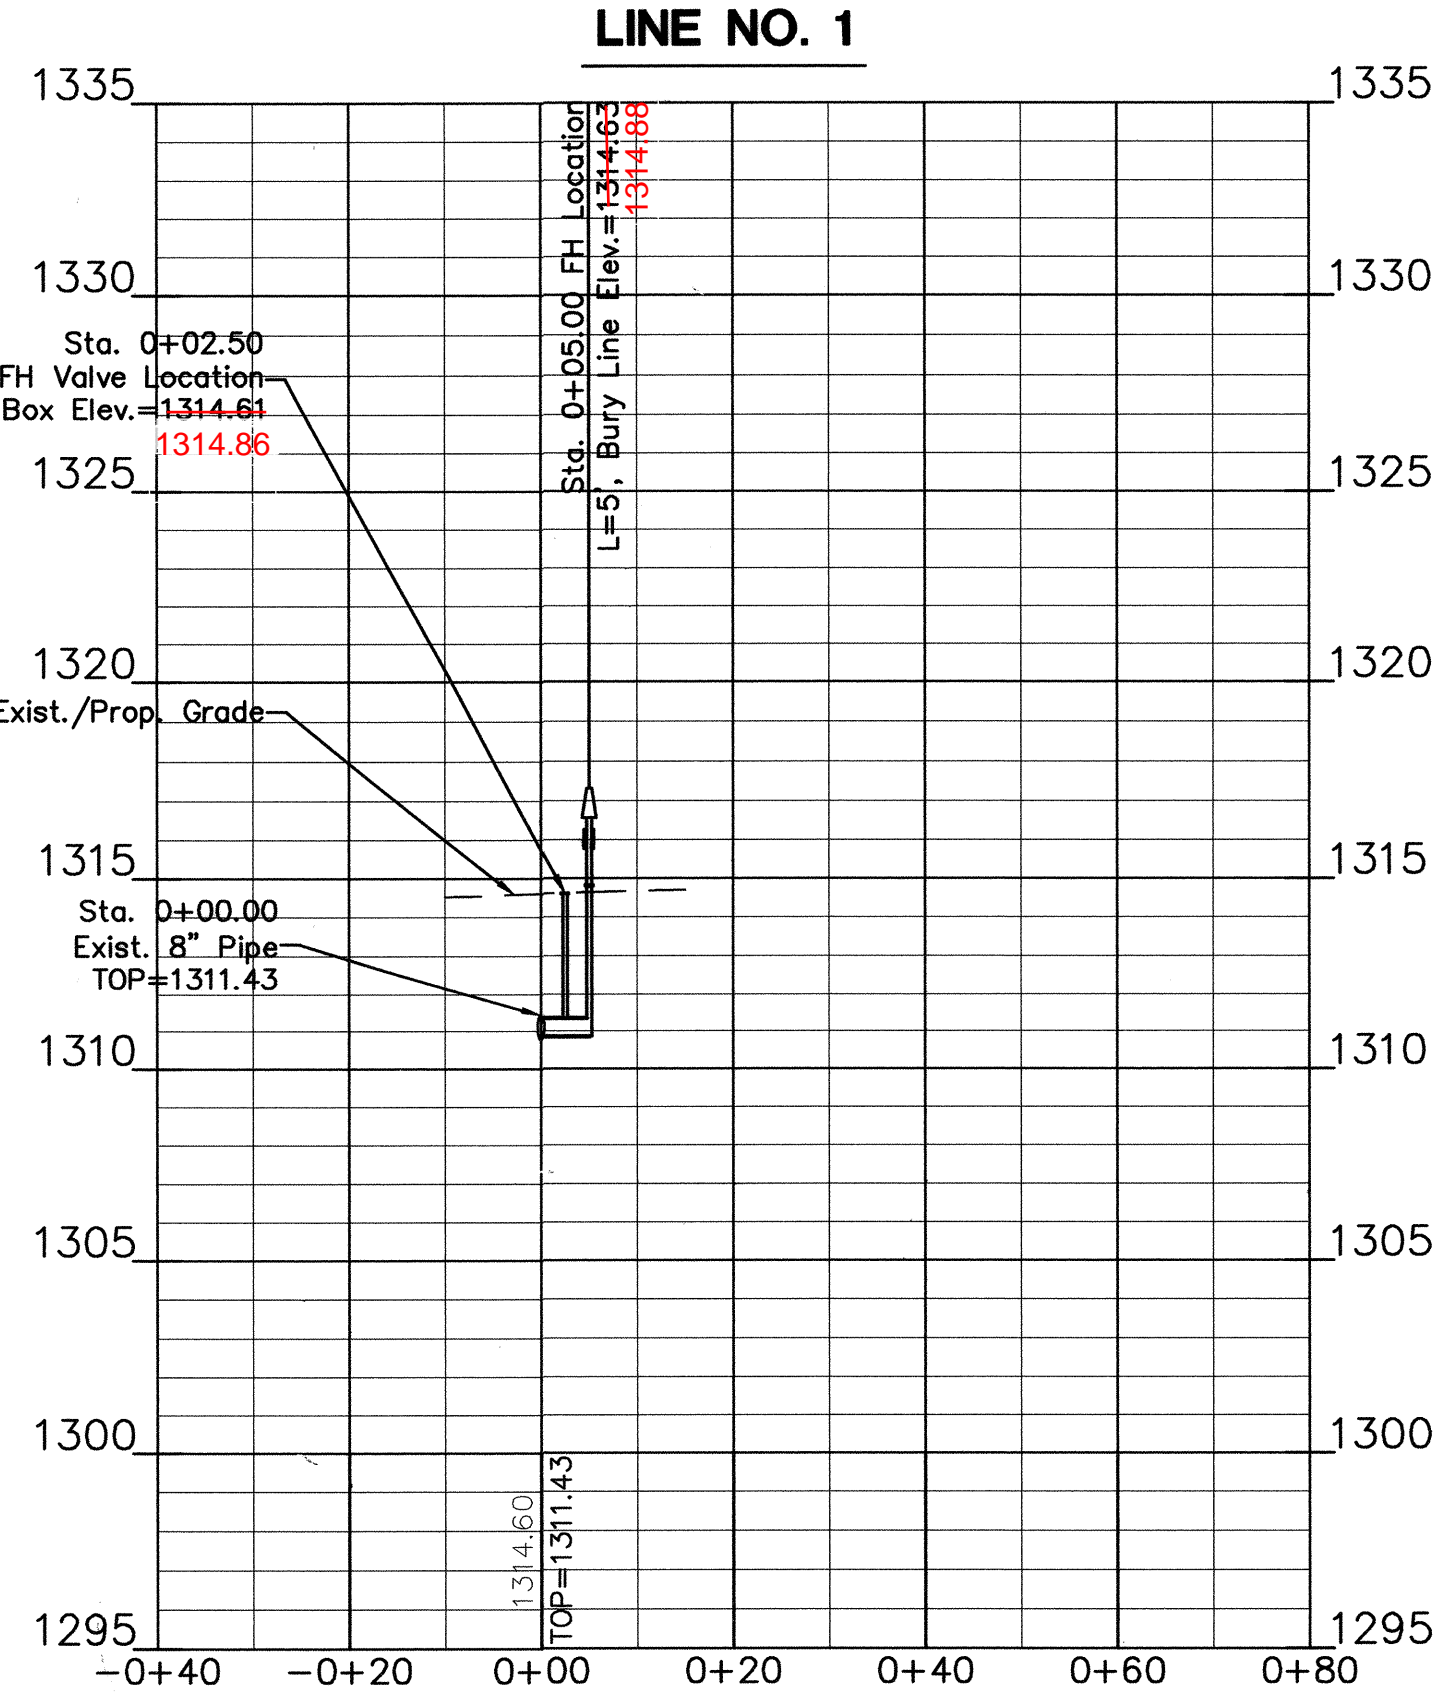 LINE NO. 1
1335
1335
Sta. 0+05.00 FH Location
L=5', Bury Line Elev.=1314.63
1314.88
1330
1330
Sta. 0+02.50
FH Valve Location
Box Elev.=1314.61
1314.86
1325
1325
1320
1320
Exist./Prop. Grade
1315
1315
Sta. 0+00.00
Exist. 8" Pipe
TOP=1311.43
1310
1310
1305
1305
1300
1300
1314.60
TOP=1311.43
1295
1295
-0+40
-0+20
0+00
0+20
0+40
0+60
0+80